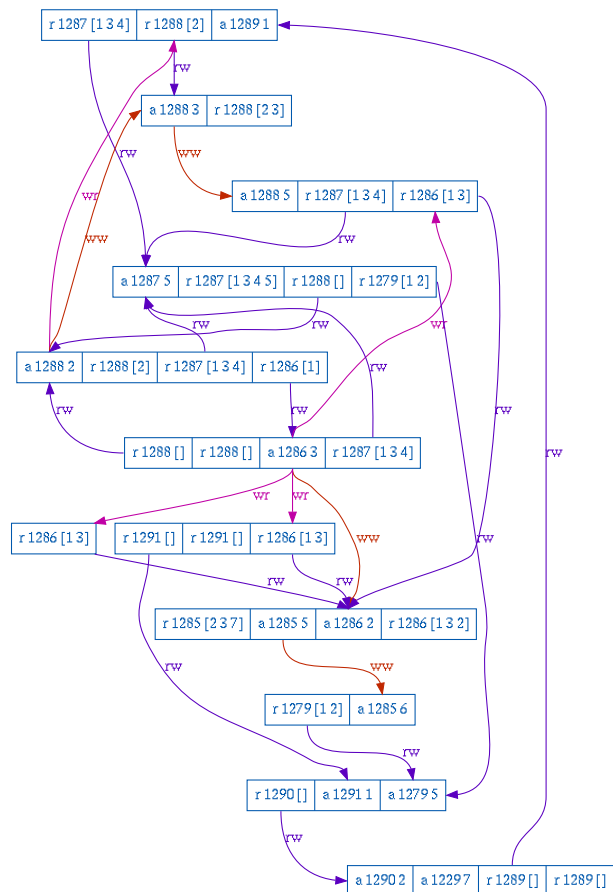 r 1287 [1 3 4] r 1288 [2] a 1289 1
rw
a 1288 3 r 1288 [2 3]
rw
ww
wr
a 1288 5 r 1287 [1 3 4] r 1286 [1 3]
ww
rw
a 1287 5 r 1287 [1 3 4 5] r 1288 [] r 1279 [1 2]
rw rw wr
a 1288 2 r 1288 [2] r 1287 [1 3 4] r 1286 [1]
rw
rw rw rw
r 1288 [] r 1288 [] a 1286 3 r 1287 [1 3 4]
rw
wr wr
r 1286 [1 3] r 1291 [] r 1291 [] r 1286 [1 3]
ww rw
rw rw
r 1285 [2 3 7] a 1285 5 a 1286 2 r 1286 [1 3 2]
rw ww
r 1279 [1 2] a 1285 6
rw
r 1290 [] a 1291 1 a 1279 5
rw
a 1290 2 a 1229 7 r 1289 [] r 1289 []